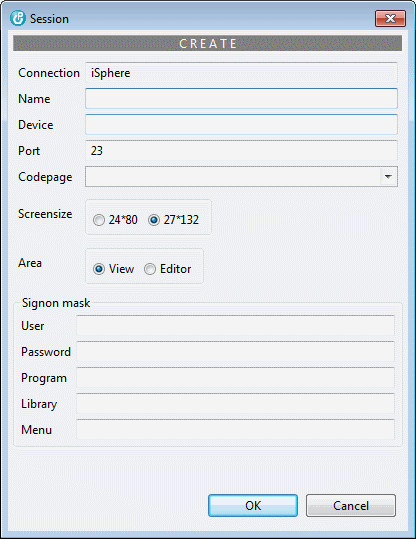 Session
CREATE
Connection iSphere
Name
Device
Port 23
Codepage
Screensize 24*80 27*132
Area View Editor
Signon mask
User
Password
Program
Library
Menu
OK Cancel